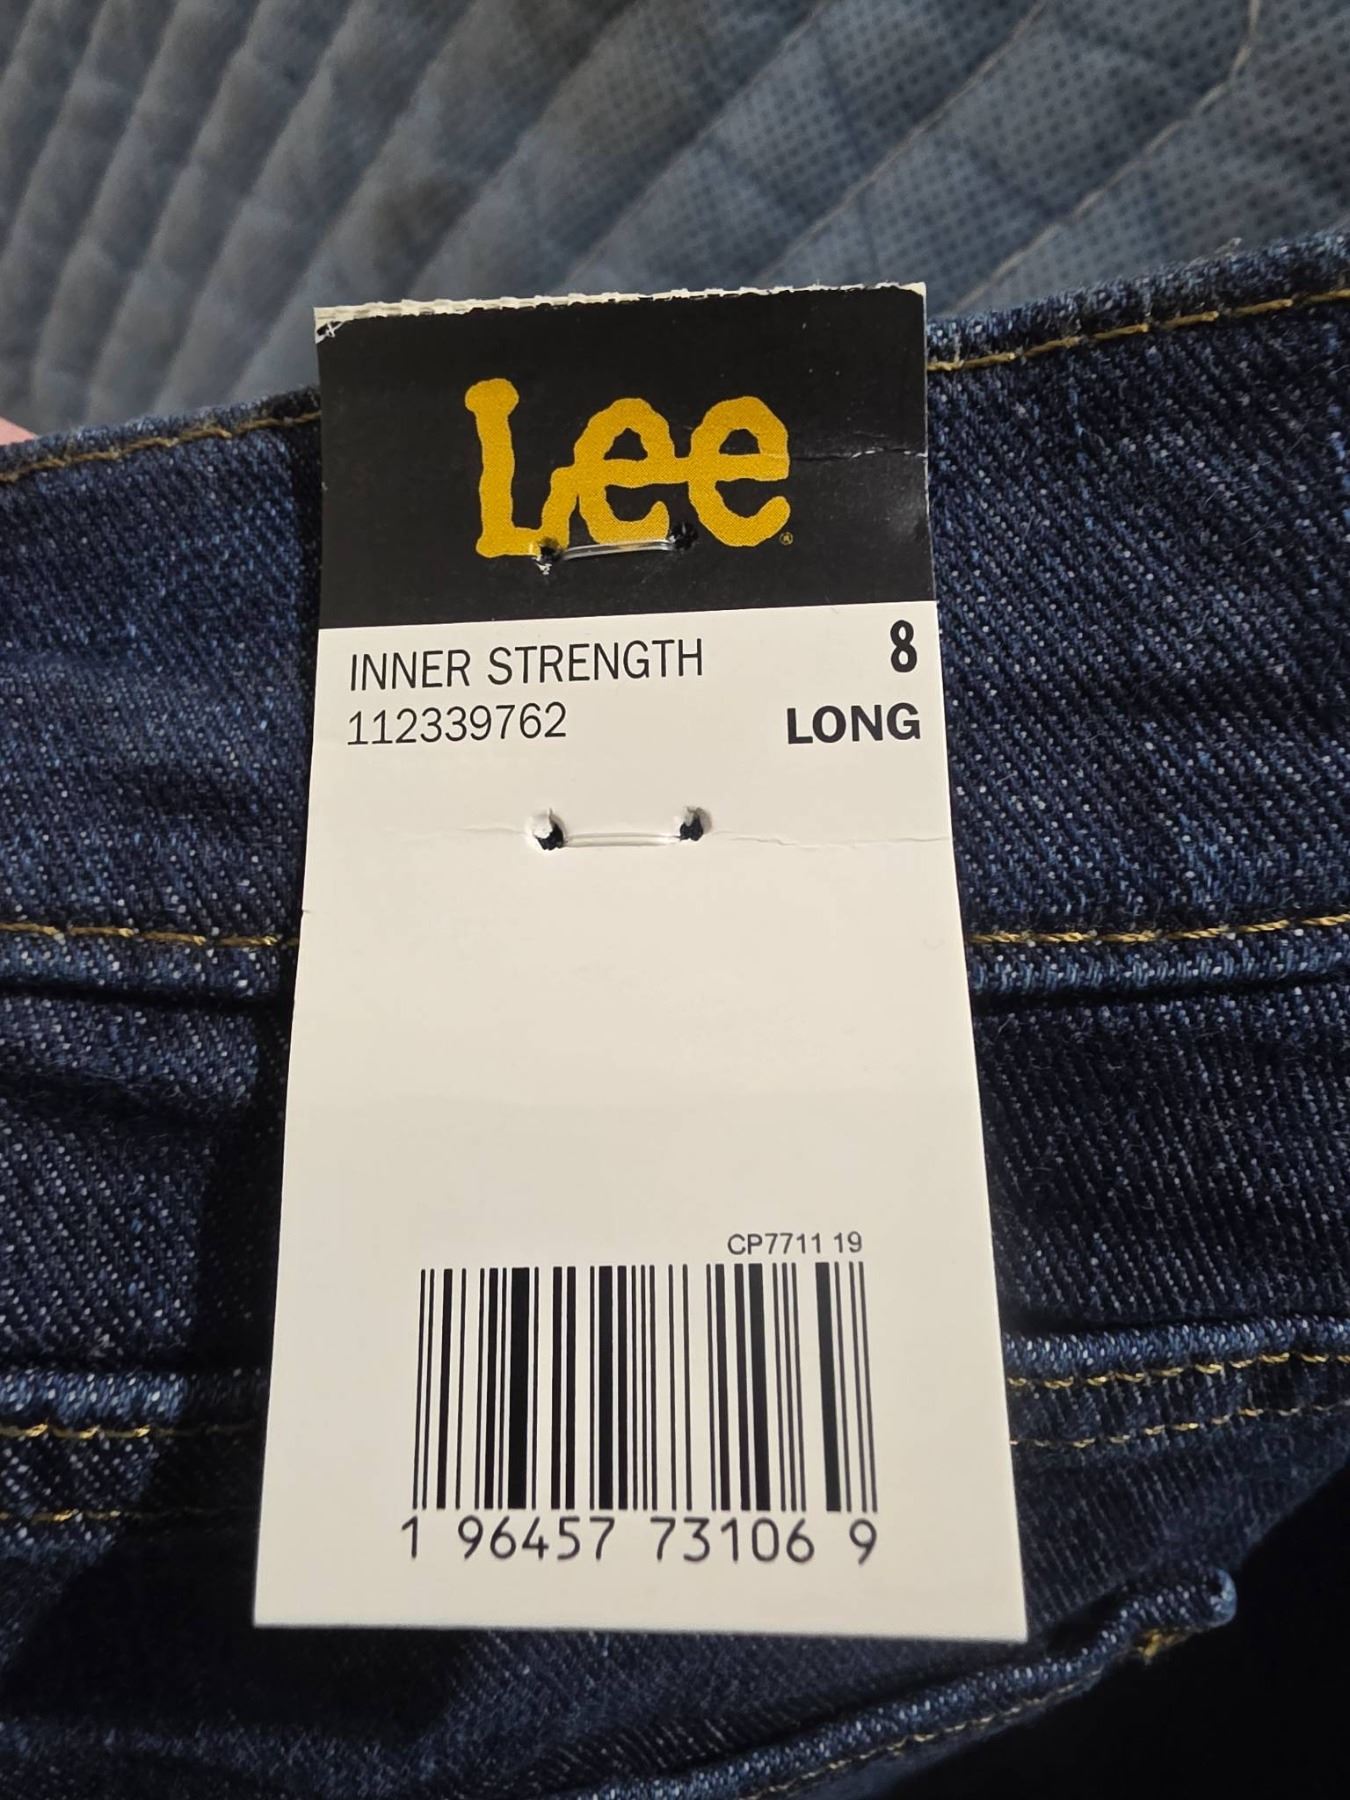 Lee®
INNER STRENGTH 8
112339762 LONG
CP7711 19
1 96457 73106 9